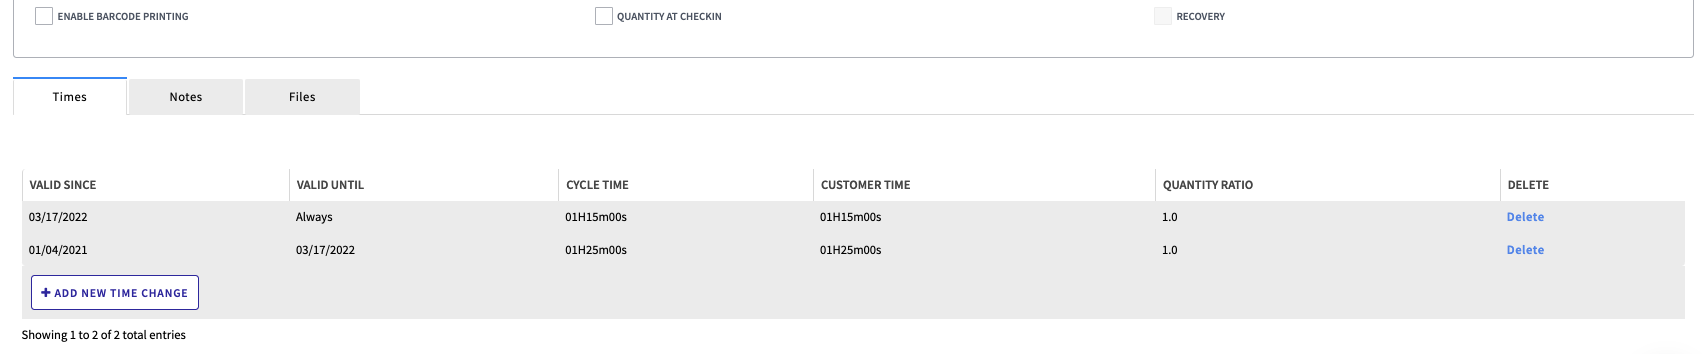 ENABLE BARCODE PRINTING QUANTITY AT CHECKIN RECOVERY
Times Notes Files
VALID SINCE VALID UNTIL CYCLE TIME CUSTOMER TIME QUANTITY RATIO DELETE
03/17/2022 Always 01H15m00s 01H15m00s 1.0 Delete
01/04/2021 03/17/2022 01H25m00s 01H25m00s 1.0 Delete
+ ADD NEW TIME CHANGE
Showing 1 to 2 of 2 total entries